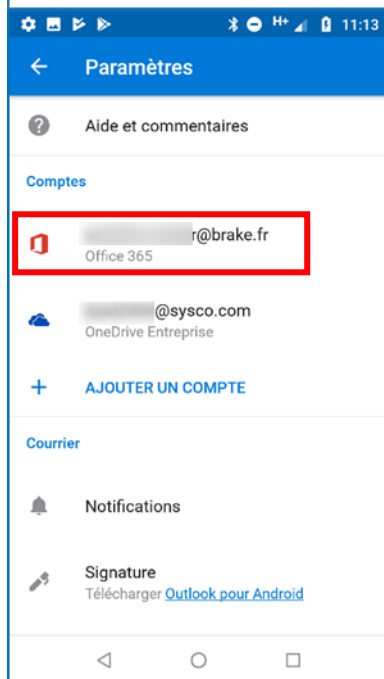 H+ 11:13
Paramètres
Aide et commentaires
Comptes
r@brake.fr
Office 365
@sysco.com
OneDrive Entreprise
+ AJOUTER UN COMPTE
Courrier
Notifications
Signature
Télécharger Outlook pour Android